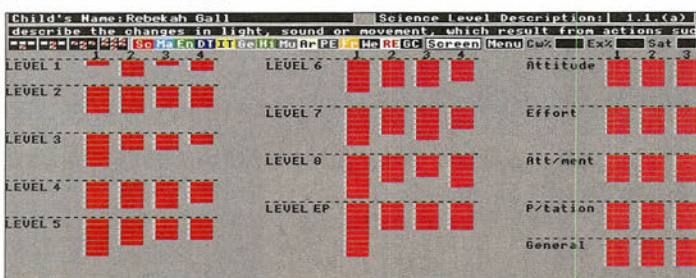 Child's Name:Rebekah Gall Science Level Description: 1.1.(a)
describe the changes in light, sound or movement, which result from actions suc
Sc Ma En DT IT Ge Hi Mu Ar PE Fr We RE GC Screen Menu Cw% Ex% Sat
1 2 3 4 1 2 3 4 1 2 3
LEVEL 1 LEVEL 6 Attitude
LEVEL 2 LEVEL 7 Effort
LEVEL 3 LEVEL 8 Att/ment
LEVEL 4 LEVEL EP P/tation
LEVEL 5 General